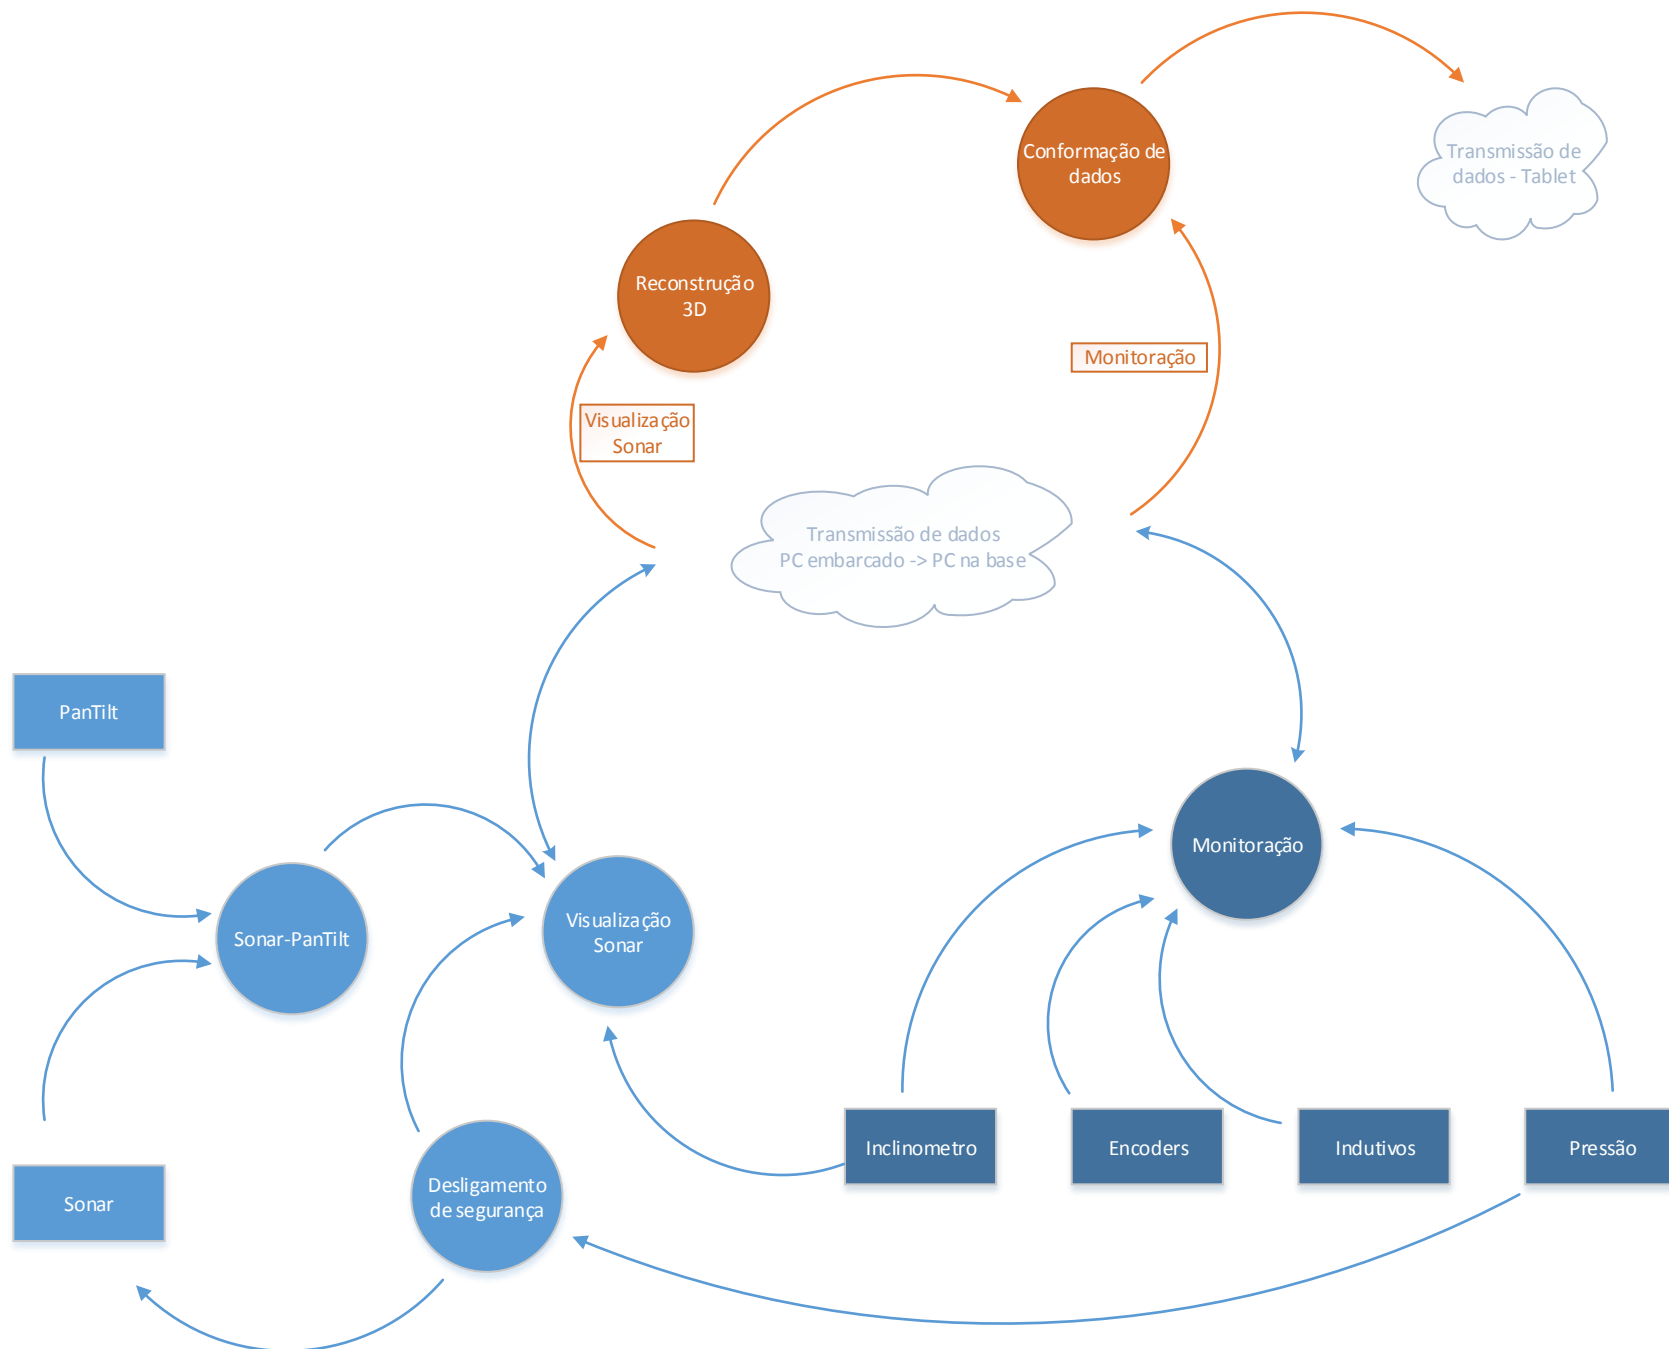 Conformação de
dados
Transmissão de
dados - Tablet
Reconstrução
3D
Monitoração
Visualização
Sonar
Transmissão de dados
PC embarcado -> PC na base
PanTilt
Monitoração
Sonar-PanTilt
Visualização
Sonar
Inclinometro
Encoders
Indutivos
Pressão
Sonar
Desligamento
de segurança